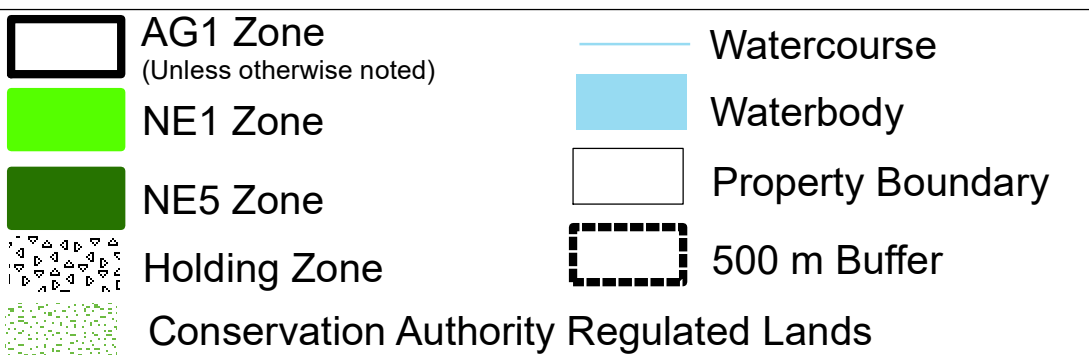 AG1 Zone
(Unless otherwise noted)
NE1 Zone
NE5 Zone
Holding Zone
Conservation Authority Regulated Lands
Watercourse
Waterbody
Property Boundary
500 m Buffer